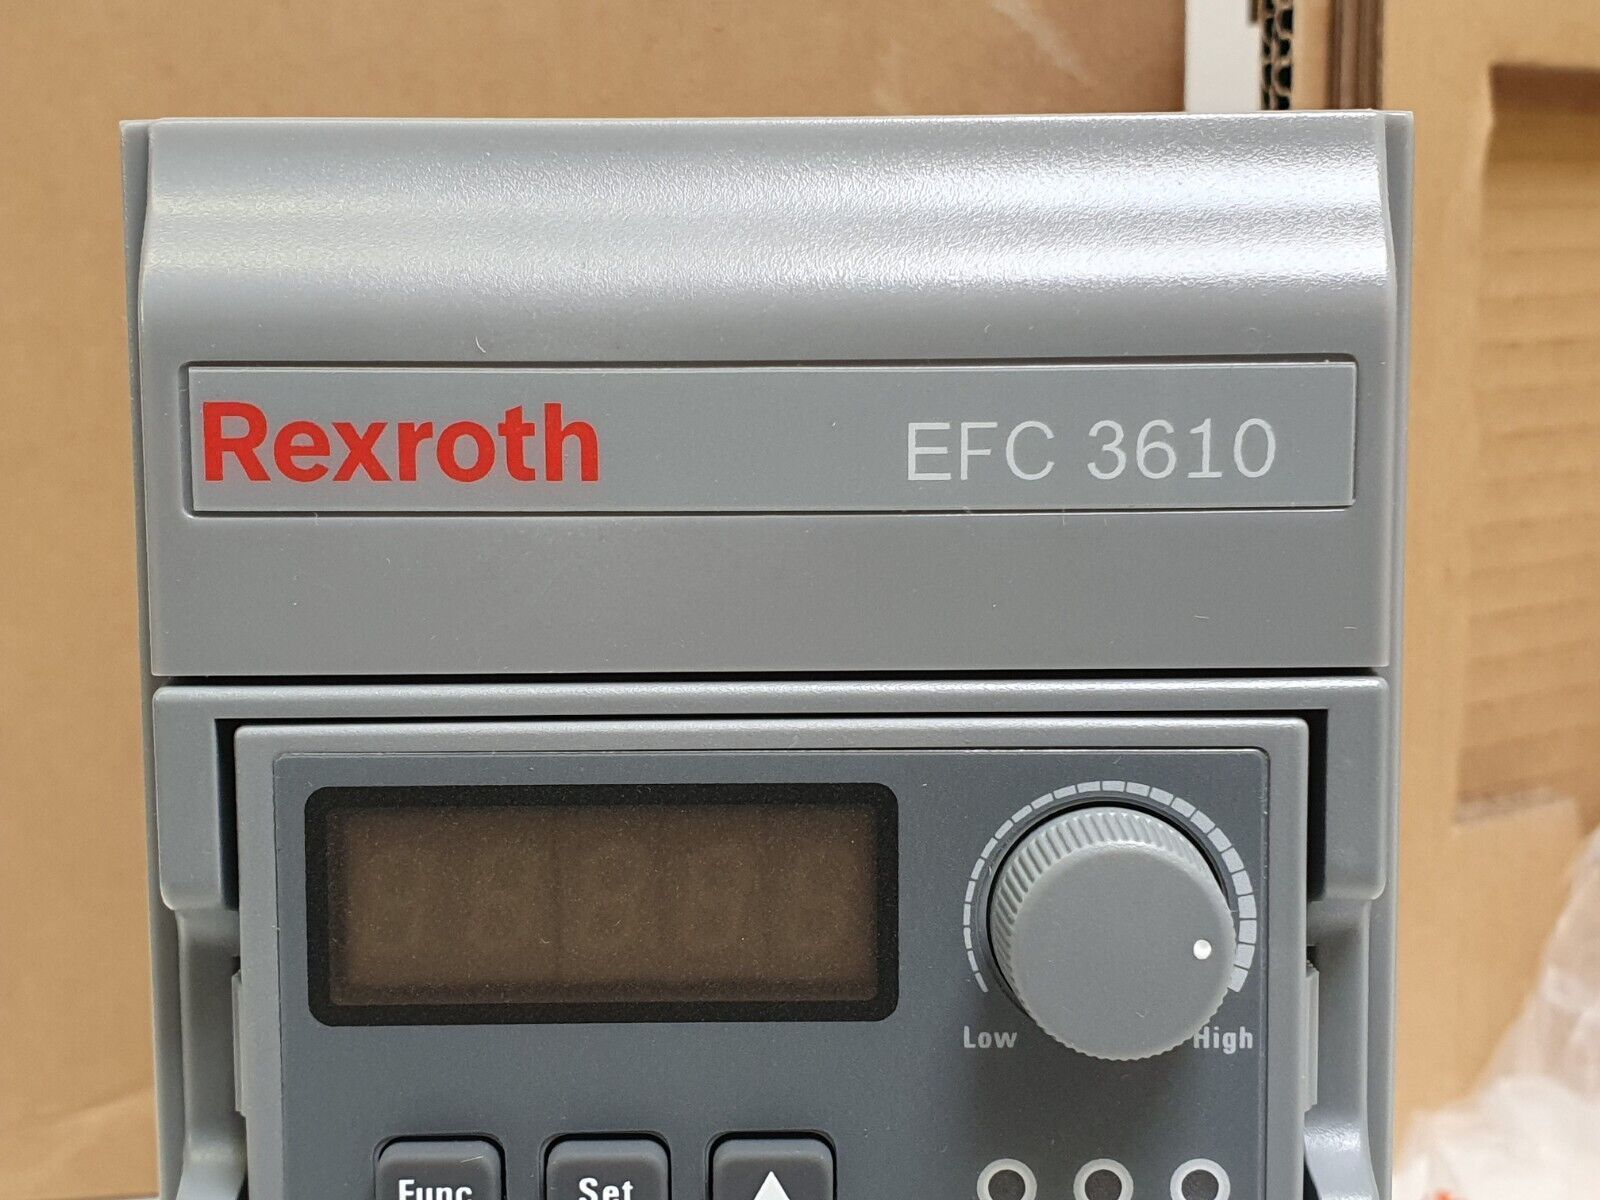 Rexroth EFC 3610
Low High
Func Set